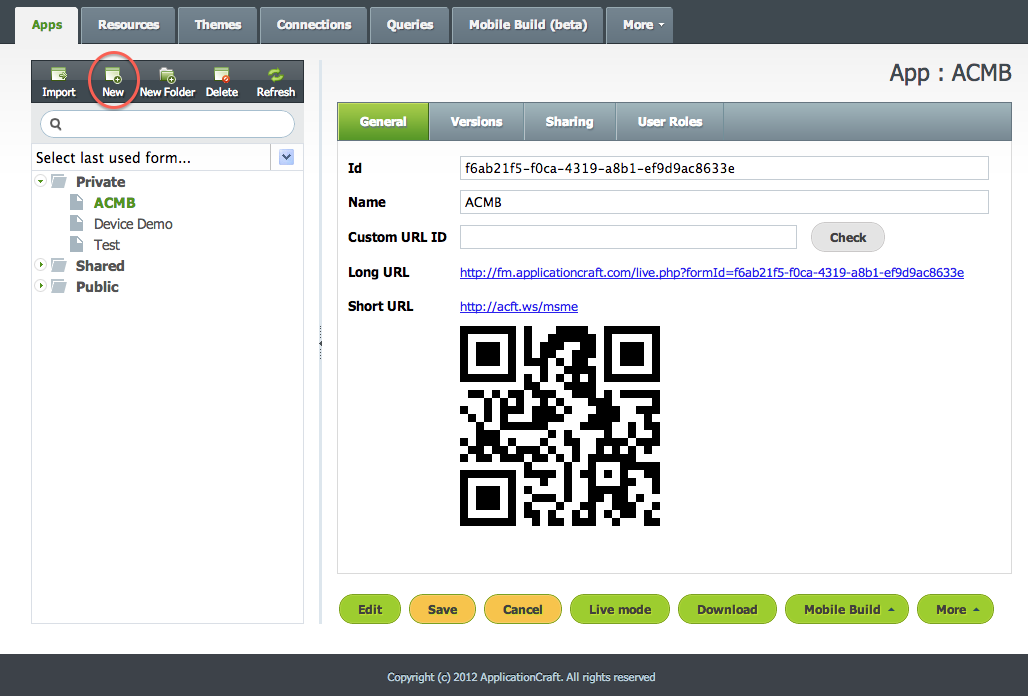 Apps Resources Themes Connections Queries Mobile Build (beta) More
Import New New Folder Delete Refresh
App : ACMB
General Versions Sharing User Roles
Select last used form...
Private
ACMB
Device Demo
Test
Shared
Public
Id f6ab21f5-f0ca-4319-a8b1-ef9d9ac8633e
Name ACMB
Custom URL ID Check
Long URL http://fm.applicationcraft.com/live.php?formId=f6ab21f5-f0ca-4319-a8b1-ef9d9ac8633e
Short URL http://acft.ws/msme
Edit Save Cancel Live mode Download Mobile Build More
Copyright (c) 2012 ApplicationCraft. All rights reserved